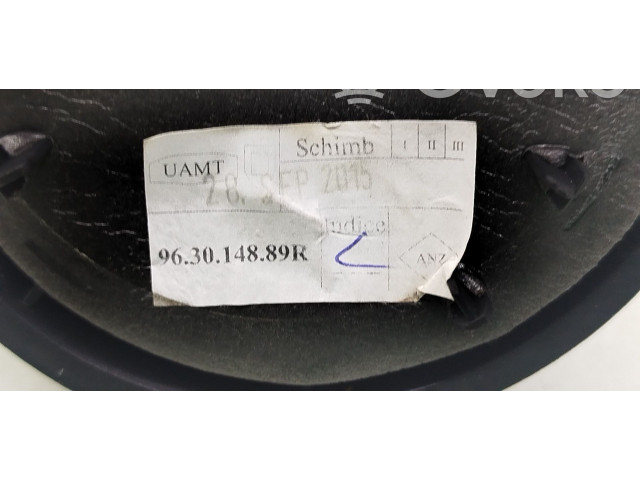 UAMT Schimb I II III
28. SEP 2015
Indice
96.30.148.89R ANZ